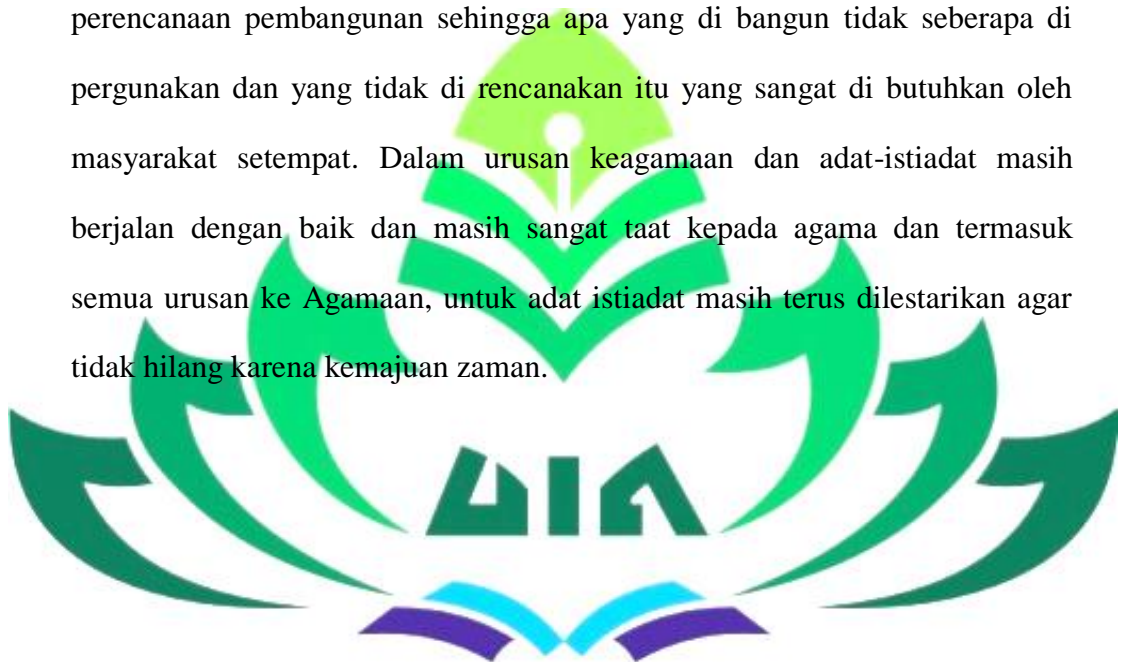 perencanaan pembangunan sehingga apa yang di bangun tidak seberapa di
pergunakan dan yang tidak di rencanakan itu yang sangat di butuhkan oleh
masyarakat setempat. Dalam urusan keagamaan dan adat-istiadat masih
berjalan dengan baik dan masih sangat taat kepada agama dan termasuk
semua urusan ke Agamaan, untuk adat istiadat masih terus dilestarikan agar
tidak hilang karena kemajuan zaman.